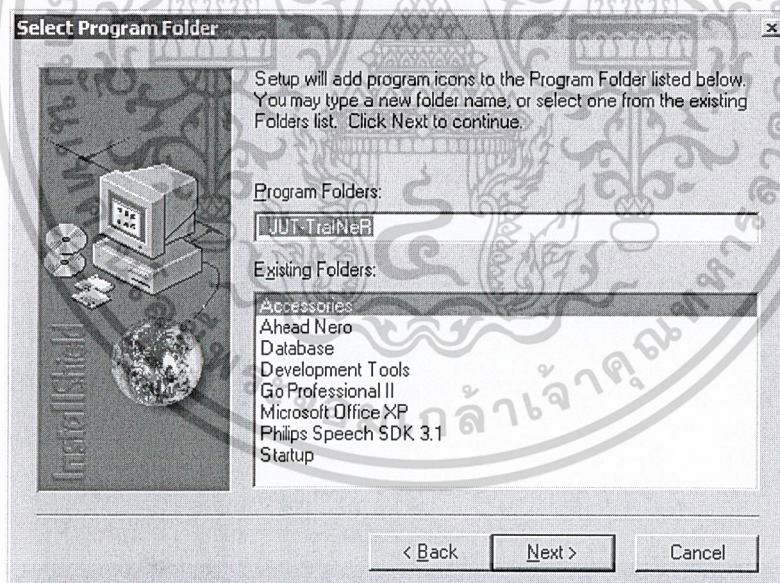 Select Program Folder
Setup will add program icons to the Program Folder listed below.
You may type a new folder name, or select one from the existing
Folders list. Click Next to continue.
Program Folders:
JUT-TraiNeR
Existing Folders:
Accessories
Ahead Nero
Database
Development Tools
Go Professional II
Microsoft Office XP
Philips Speech SDK 3.1
Startup
InstallShield
< Back
Next >
Cancel